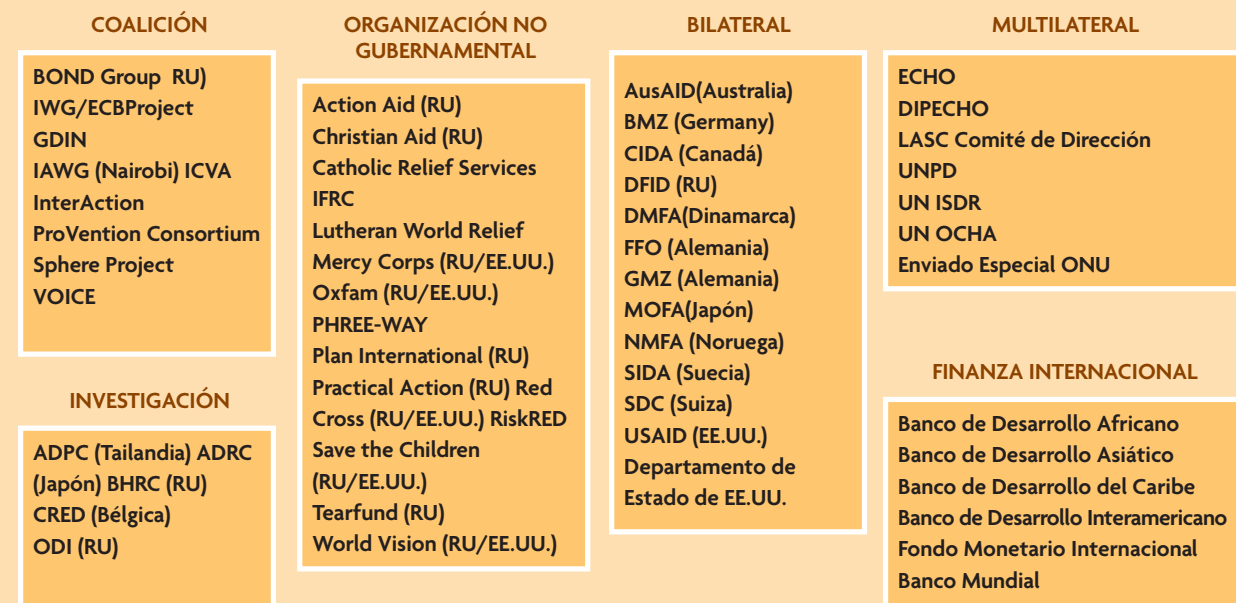 COALICIÓN
BOND Group RU)
IWG/ECBProject
GDIN
IAWG (Nairobi) ICVA
InterAction
ProVention Consortium
Sphere Project
VOICE
INVESTIGACIÓN
ADPC (Tailandia) ADRC
(Japón) BHRC (RU)
CRED (Bélgica)
ODI (RU)
ORGANIZACIÓN NO
GUBERNAMENTAL
Action Aid (RU)
Christian Aid (RU)
Catholic Relief Services
IFRC
Lutheran World Relief
Mercy Corps (RU/EE.UU.)
Oxfam (RU/EE.UU.)
PHREE-WAY
Plan International (RU)
Practical Action (RU) Red
Cross (RU/EE.UU.) RiskRED
Save the Children
(RU/EE.UU.)
Tearfund (RU)
World Vision (RU/EE.UU.)
BILATERAL
AusAID(Australia)
BMZ (Germany)
CIDA (Canadá)
DFID (RU)
DMFA(Dinamarca)
FFO (Alemania)
GMZ (Alemania)
MOFA(Japón)
NMFA (Noruega)
SIDA (Suecia)
SDC (Suiza)
USAID (EE.UU.)
Departamento de
Estado de EE.UU.
MULTILATERAL
ECHO
DIPECHO
LASC Comité de Dirección
UNPD
UN ISDR
UN OCHA
Enviado Especial ONU
FINANZA INTERNACIONAL
Banco de Desarrollo Africano
Banco de Desarrollo Asiático
Banco de Desarrollo del Caribe
Banco de Desarrollo Interamericano
Fondo Monetario Internacional
Banco Mundial